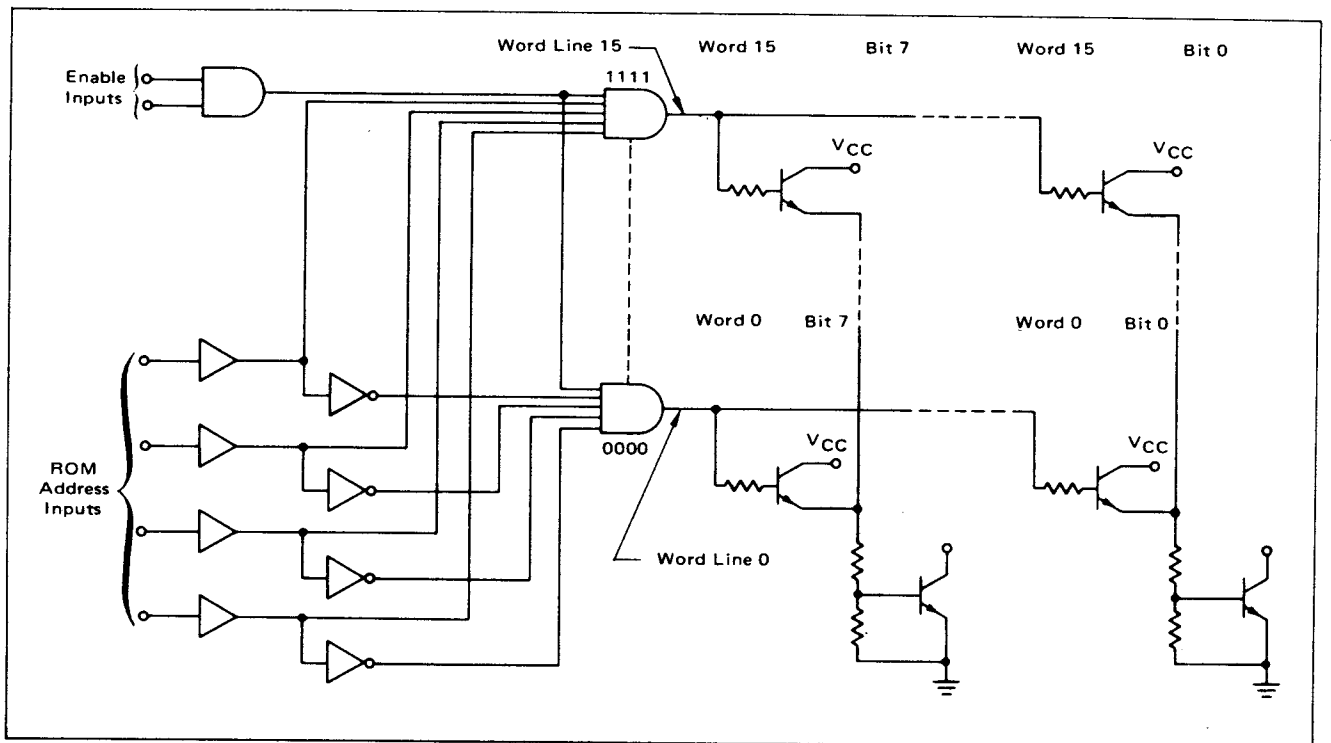 Word Line 15
Word 15
Bit 7
Word 15
Bit 0
Enable
Inputs
1111
VCC
VCC
Word 0
Bit 7
Word 0
Bit 0
0000
VCC
VCC
ROM
Address
Inputs
Word Line 0